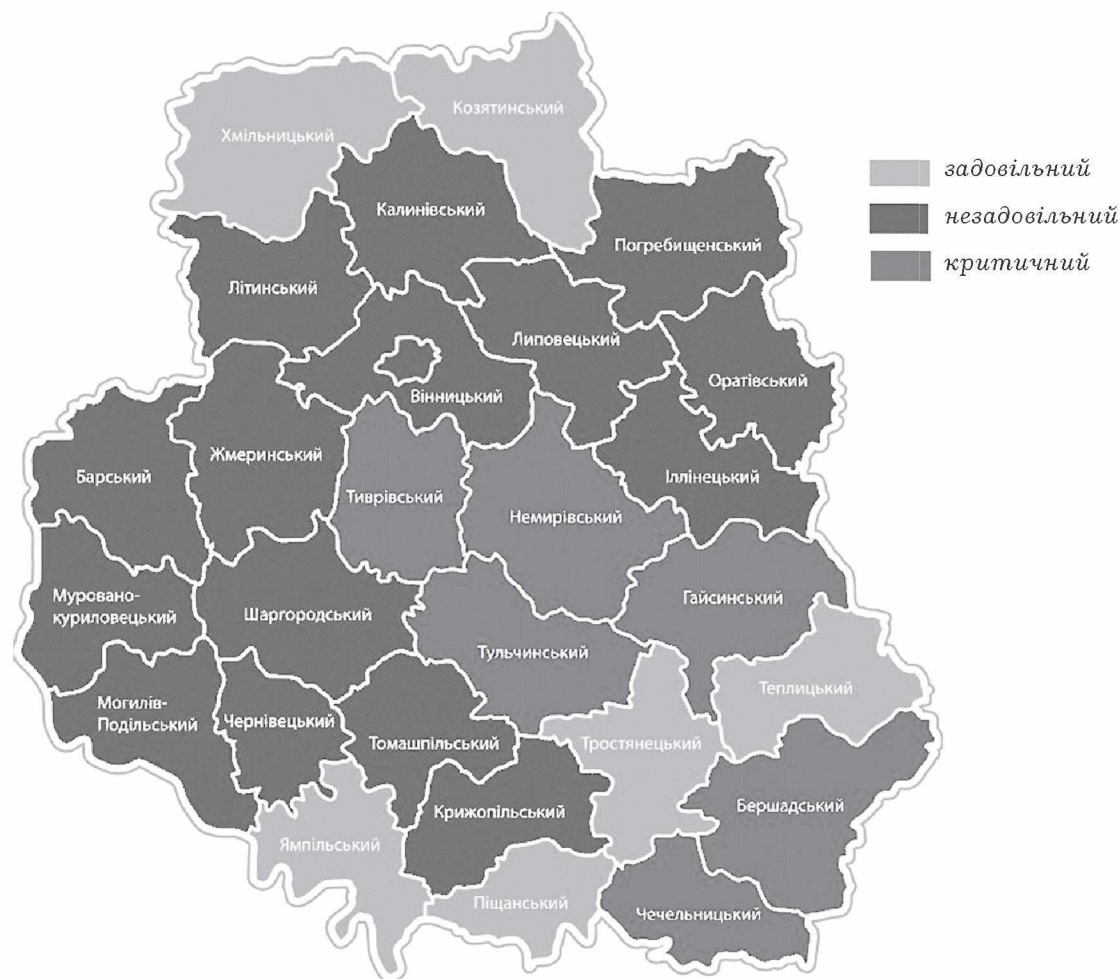 Козятинський
Хмільницький
Калинівський
Погребищенський
Літинський
Липовецький
Оратівський
Вінницький
Жмеринський
Барський
Іллінецький
Тиврівський
Немирівський
Муровано-
куриловецький
Шаргородський
Гайсинський
Тульчинський
Теплицький
Могилів-
Подільський
Чернівецький
Томашпільський
Тростянецький
Крижопільський
Бершадський
Ямпільський
Піщанський
Чечельницький
задовільний
незадовільний
критичний